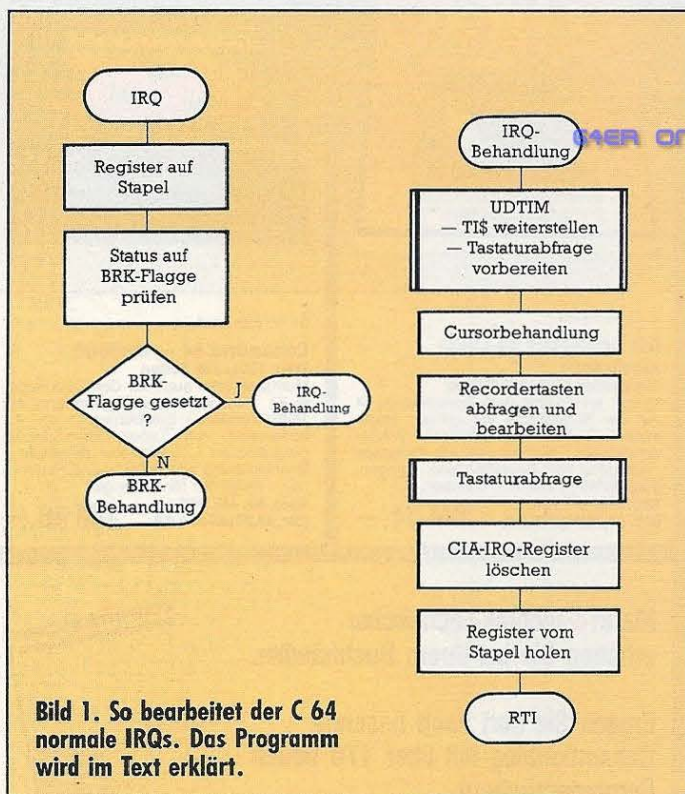 IRQ
Register auf
Stapel
Status auf
BRK-Flagge
prüfen
BRK-
Flagge gesetzt
?
J
IRQ-
Behandlung
N
BRK-
Behandlung
IRQ-
Behandlung
64ER ON
UDTIM
— TI$ weiterstellen
— Tastaturabfrage
vorbereiten
Cursorbehandlung
Recordertasten
abfragen und
bearbeiten
Tastaturabfrage
CIA-IRQ-Register
löschen
Register vom
Stapel holen
RTI
Bild 1. So bearbeitet der C 64
normale IRQs. Das Programm
wird im Text erklärt.